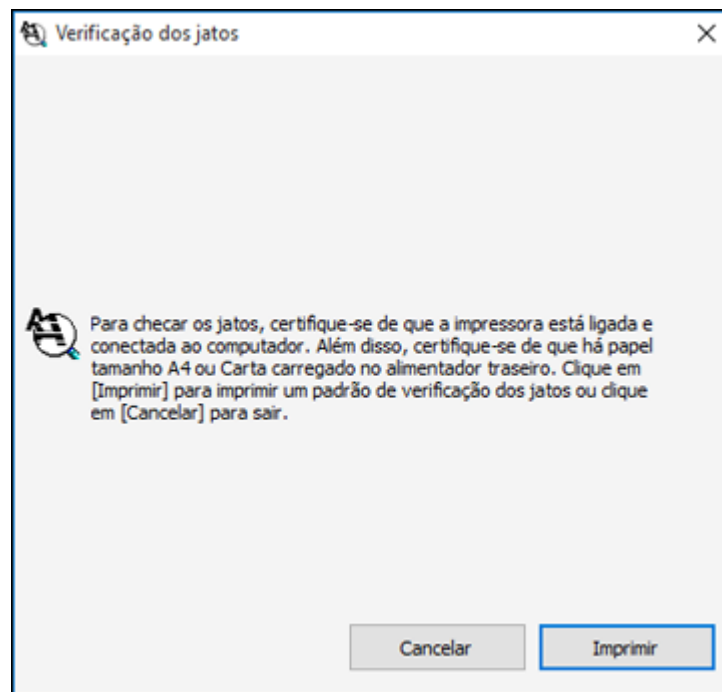 Verificação dos jatos
Para checar os jatos, certifique-se de que a impressora está ligada e
conectada ao computador. Além disso, certifique-se de que há papel
tamanho A4 ou Carta carregado no alimentador traseiro. Clique em
[Imprimir] para imprimir um padrão de verificação dos jatos ou clique
em [Cancelar] para sair.
Cancelar
Imprimir